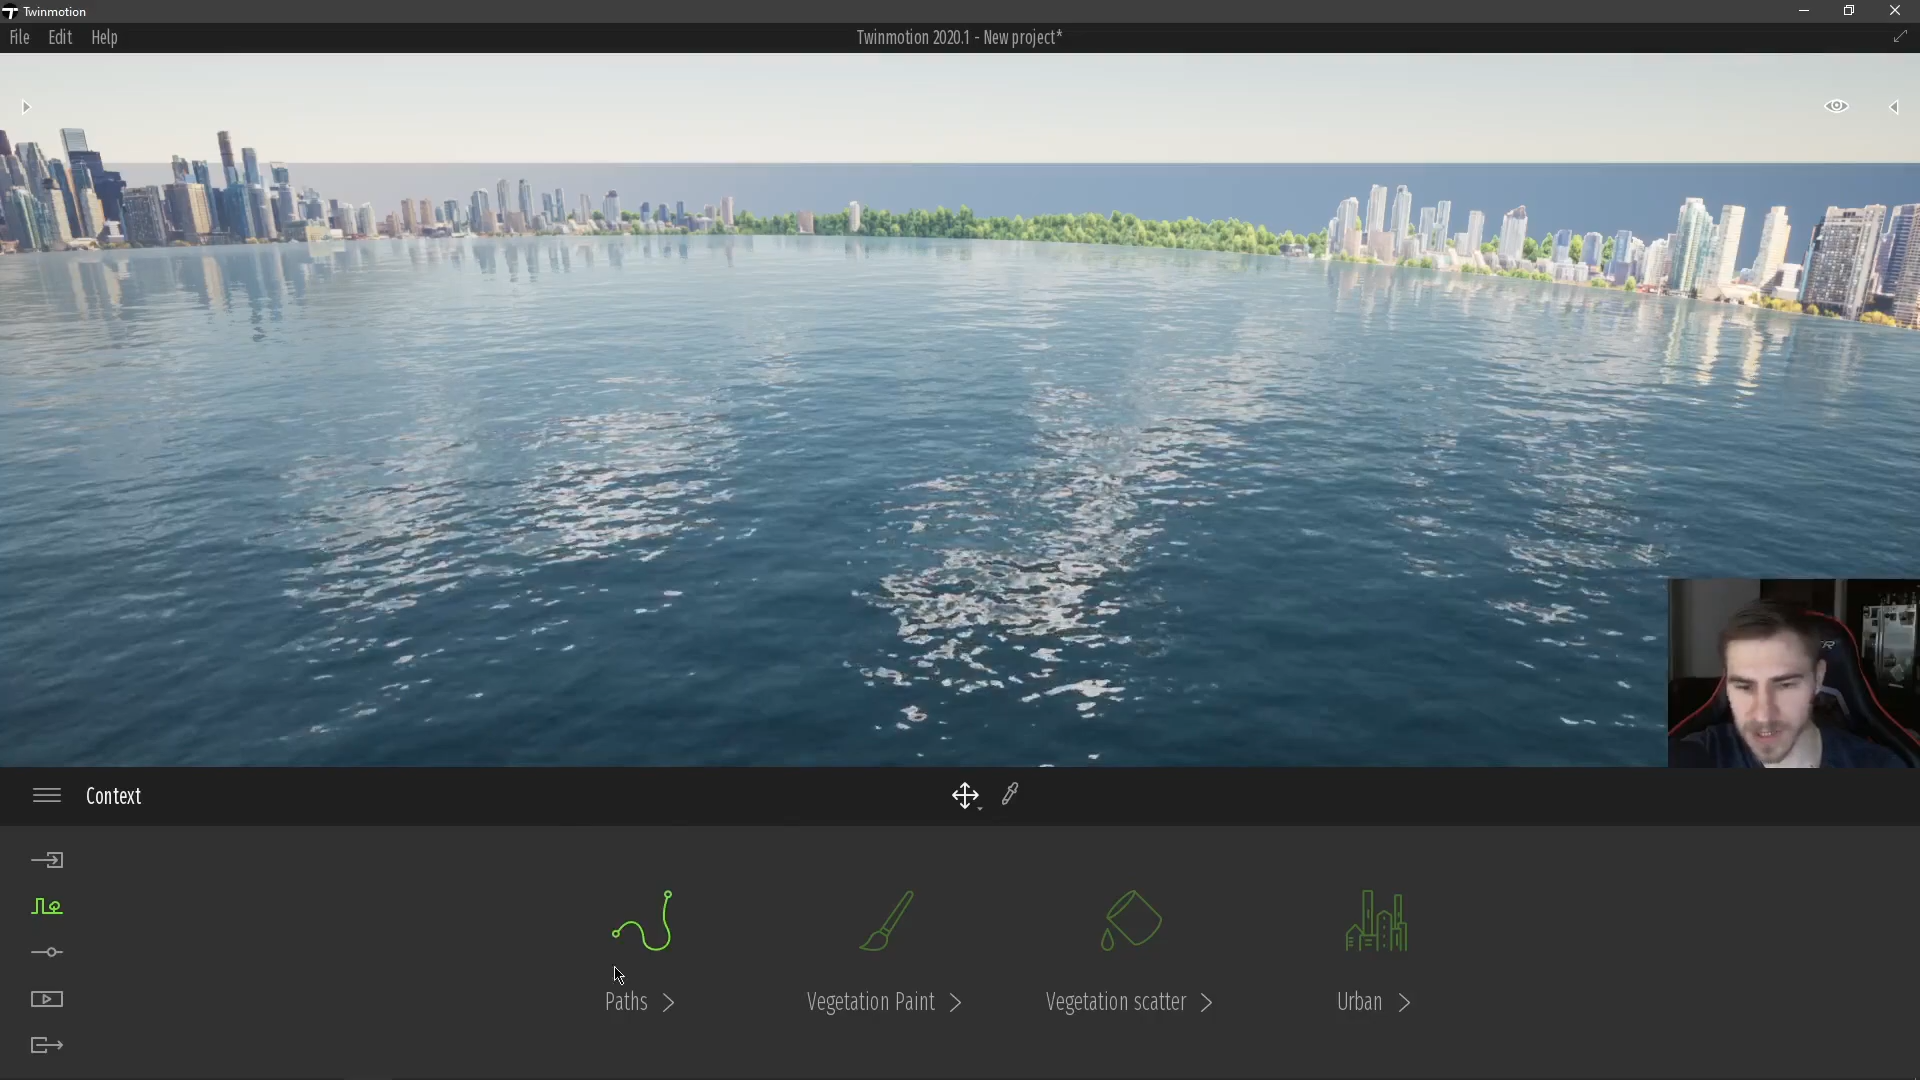 Twinmotion
File Edit Help
Twinmotion 2020.1 - New project*
Context
Paths
Vegetation Paint
Vegetation scatter
Urban